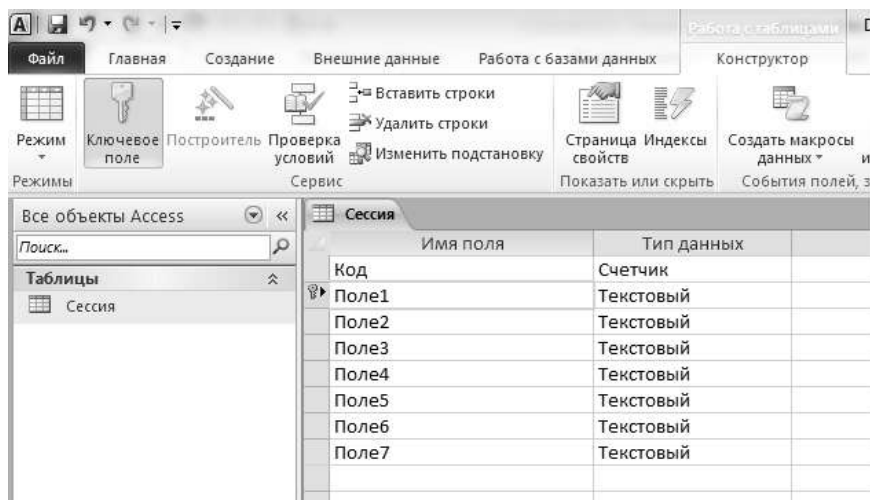 Работа с таблицами
Файл Главная Создание Внешние данные Работа с базами данных Конструктор
Вставить строки
Удалить строки
Изменить подстановку
Режим Ключевое поле Построитель Проверка условий Страница свойств Индексы Создать макросы данных
Режимы Сервис Показать или скрыть События полей, з
Все объекты Access Сессия
Поиск... Имя поля Тип данных
Таблицы Код Счетчик
Сессия Поле1 Текстовый
Поле2 Текстовый
Поле3 Текстовый
Поле4 Текстовый
Поле5 Текстовый
Поле6 Текстовый
Поле7 Текстовый